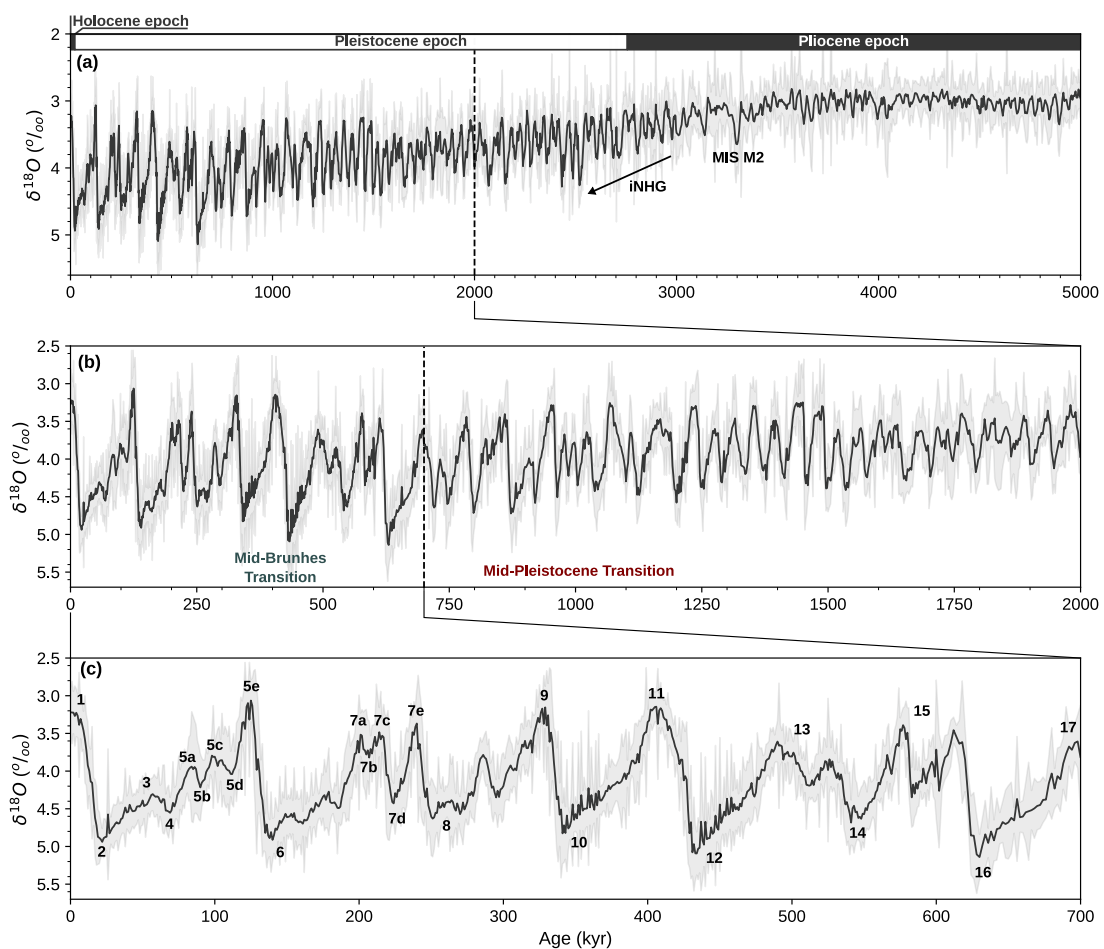 Holocene epoch
Pleistocene epoch
Pliocene epoch
(a)
2
3
4
5
δ18O (o/oo)
MIS M2
iNHG
0
1000
2000
3000
4000
5000
(b)
2.5
3.0
3.5
4.0
4.5
5.0
5.5
δ18O (o/oo)
Mid-Brunhes
Transition
Mid-Pleistocene Transition
0
250
500
750
1000
1250
1500
1750
2000
(c)
2.5
3.0
3.5
4.0
4.5
5.0
5.5
δ18O (o/oo)
1
2
3
4
5a
5b
5c
5d
5e
6
7a
7b
7c
7d
7e
8
9
10
11
12
13
14
15
16
17
0
100
200
300
400
500
600
700
Age (kyr)